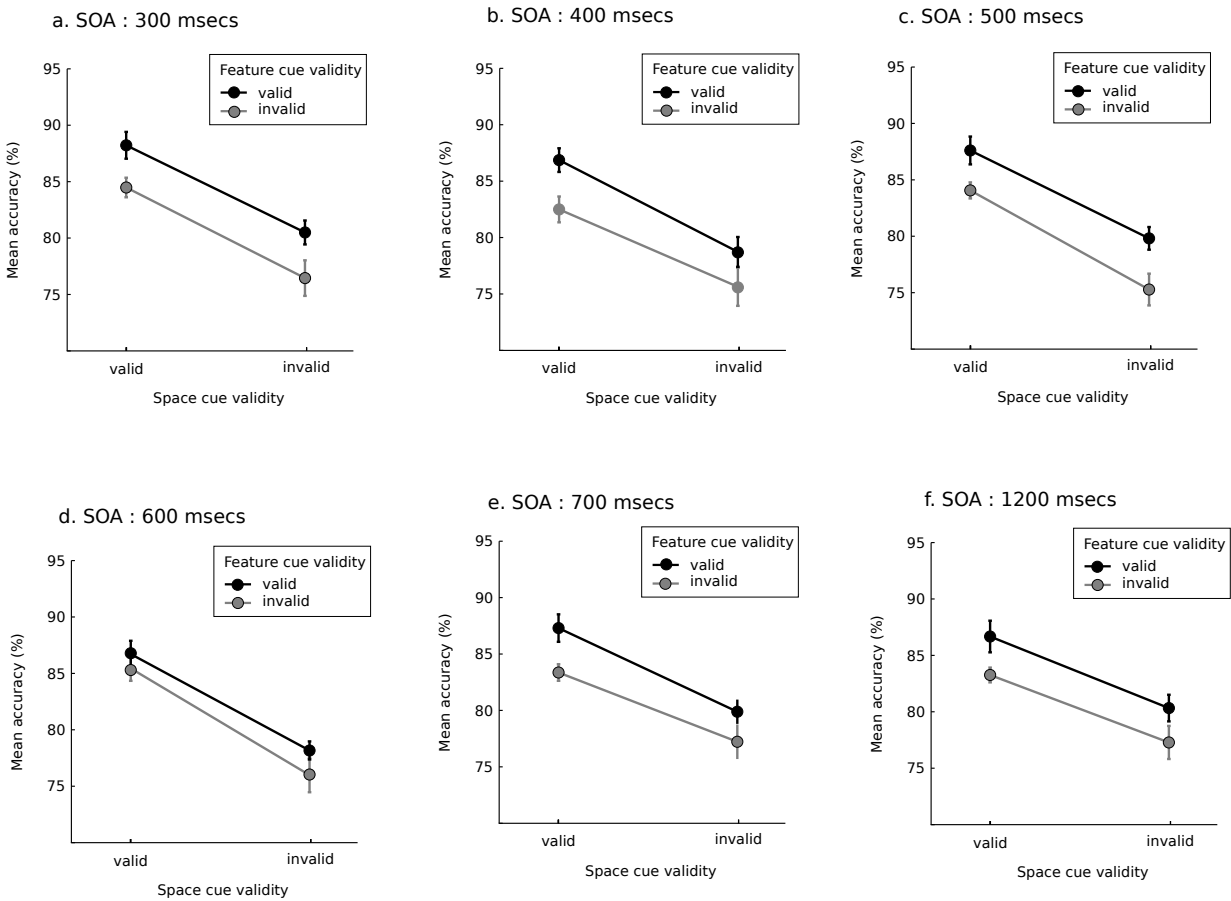 a. SOA : 300 msecs
Feature cue validity
valid
invalid
95
90
85
80
75
Mean accuracy (%)
valid
invalid
Space cue validity
b. SOA : 400 msecs
Feature cue validity
valid
invalid
95
90
85
80
75
Mean accuracy (%)
valid
invalid
Space cue validity
c. SOA : 500 msecs
Feature cue validity
valid
invalid
95
90
85
80
75
Mean accuracy (%)
valid
invalid
Space cue validity
d. SOA : 600 msecs
Feature cue validity
valid
invalid
95
90
85
80
75
Mean accuracy (%)
valid
invalid
Space cue validity
e. SOA : 700 msecs
Feature cue validity
valid
invalid
95
90
85
80
75
Mean accuracy (%)
valid
invalid
Space cue validity
f. SOA : 1200 msecs
Feature cue validity
valid
invalid
95
90
85
80
75
Mean accuracy (%)
valid
invalid
Space cue validity